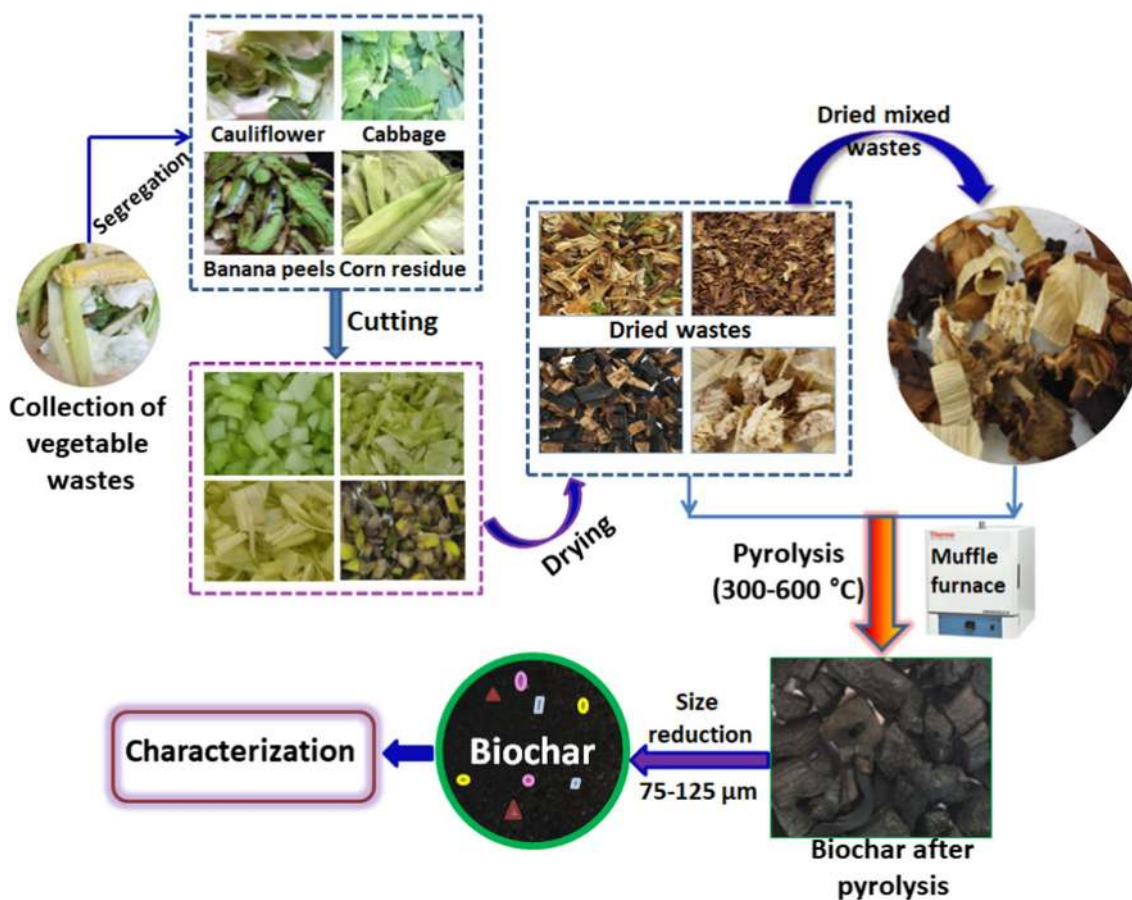 Segregation
Cauliflower
Cabbage
Banana peels
Corn residue
Collection of
vegetable
wastes
Cutting
Drying
Dried wastes
Dried mixed
wastes
Pyrolysis
(300-600 °C)
Thermo
Muffle
furnace
Biochar after
pyrolysis
Size
reduction
75-125 µm
Biochar
Characterization